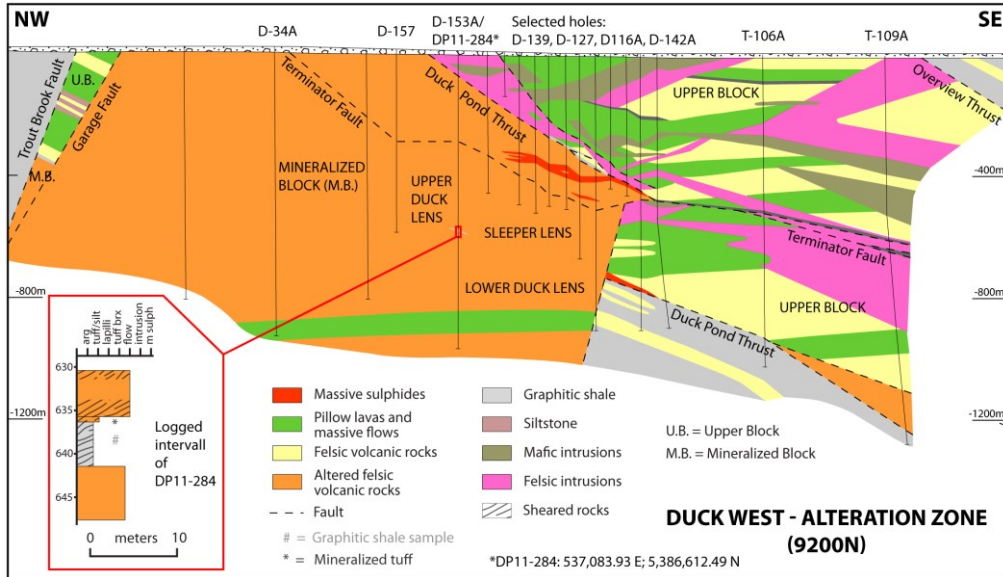 NW
SE
D-34A
D-157
D-153A/
DP11-284*
Selected holes:
D-139, D-127, D116A, D-142A
T-106A
T-109A
Trout Brook Fault
U.B.
Garage Fault
M.B.
Terminator Fault
Duck Pond Thrust
UPPER BLOCK
Overview Thrust
MINERALIZED
BLOCK (M.B.)
UPPER
DUCK
LENS
SLEEPER LENS
LOWER DUCK LENS
Terminator Fault
UPPER BLOCK
Duck Pond Thrust
-400m
-400m
-800m
-800m
-1200m
-1200m
arg
tuff/silt
lapilli
tuff brx
flow
intrusion
m sulph
630
635
640
645
*
#
Logged
intervall
of
DP11-284
0 meters 10
Massive sulphides
Pillow lavas and
massive flows
Felsic volcanic rocks
Altered felsic
volcanic rocks
Fault
# = Graphitic shale sample
* = Mineralized tuff
Graphitic shale
Siltstone
Mafic intrusions
Felsic intrusions
Sheared rocks
U.B. = Upper Block
M.B. = Mineralized Block
DUCK WEST - ALTERATION ZONE
(9200N)
*DP11-284: 537,083.93 E; 5,386,612.49 N